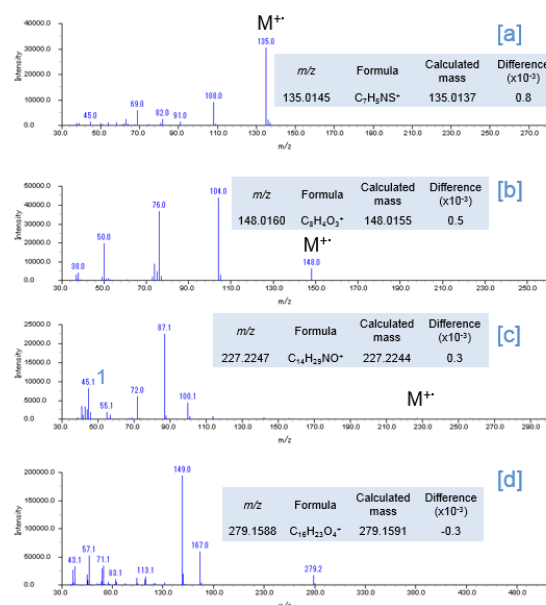 M+·
[a]
40000.0
30000.0
20000.0
10000.0
0.0
Intensity
135.0
108.0
69.0
82.0
91.0
45.0
m/z Formula Calculated mass Difference (x10-3)
135.0145 C7H5NS+ 135.0137 0.8
30.0 50.0 70.0 90.0 110.0 130.0 150.0 170.0 190.0 210.0 230.0 250.0
m/z
[b]
50000.0
40000.0
30000.0
20000.0
10000.0
0.0
Intensity
104.0
76.0
50.0
38.0
148.0
M+·
m/z Formula Calculated mass Difference (x10-3)
148.0160 C8H4O3+ 148.0155 0.5
30.0 50.0 70.0 90.0 110.0 130.0 150.0 170.0 190.0 210.0 230.0 250.0
m/z
[c]
25000.0
20000.0
15000.0
10000.0
5000.0
0.0
Intensity
87.1
1
45.1
55.1
72.0
100.1
M+·
m/z Formula Calculated mass Difference (x10-3)
227.2247 C14H29NO+ 227.2244 0.3
30.0 50.0 70.0 90.0 110.0 130.0 150.0 170.0 190.0 210.0 230.0 250.0 270.0 290.0
m/z
[d]
200000.0
150000.0
100000.0
50000.0
0.0
Intensity
149.0
167.0
57.1
43.1
71.1
83.1
113.1
279.2
m/z Formula Calculated mass Difference (x10-3)
279.1588 C16H23O4+ 279.1591 -0.3
30.0 80.0 130.0 180.0 230.0 280.0 330.0 380.0 430.0 480.0
m/z